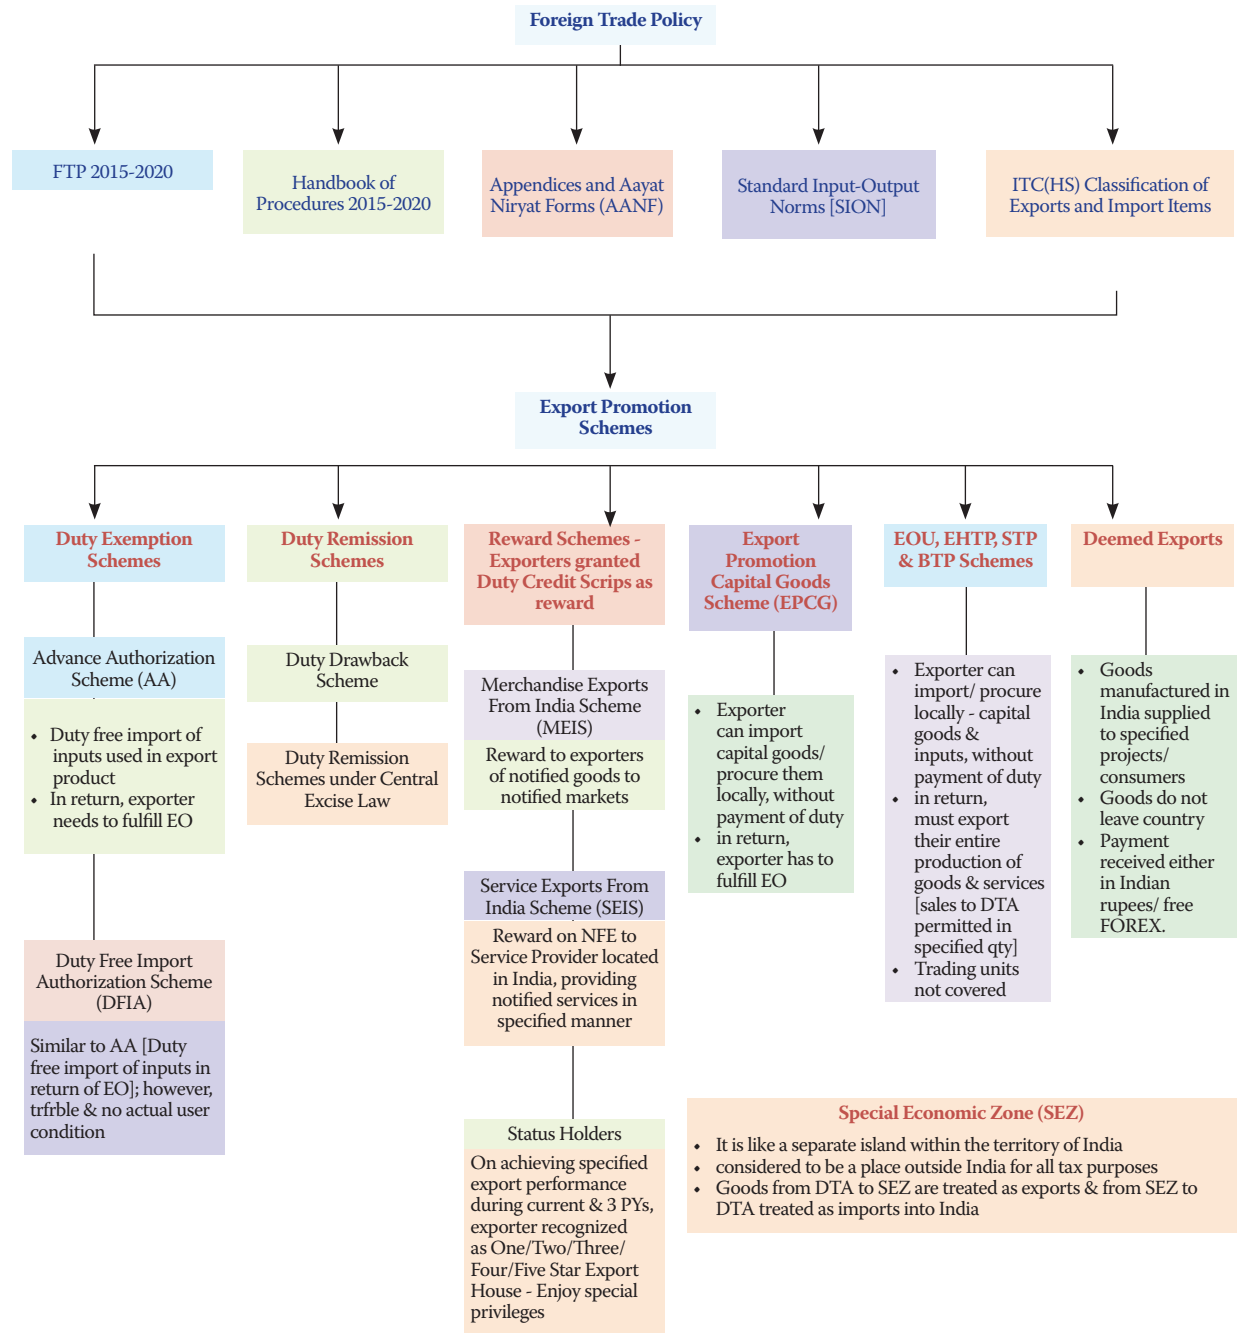 Foreign Trade Policy
FTP 2015-2020
Handbook of
Procedures 2015-2020
Appendices and Aayat
Niryat Forms (AANF)
Standard Input-Output
Norms [SION]
ITC(HS) Classification of
Exports and Import Items
Export Promotion
Schemes
Duty Exemption
Schemes
Advance Authorization
Scheme (AA)
• Duty free import of
inputs used in export
product
• In return, exporter
needs to fulfill EO
Duty Free Import
Authorization Scheme
(DFIA)
Similar to AA [Duty
free import of inputs in
return of EO]; however,
trfrble & no actual user
condition
Duty Remission
Schemes
Duty Drawback
Scheme
Duty Remission
Schemes under Central
Excise Law
Reward Schemes -
Exporters granted
Duty Credit Scrips as
reward
Merchandise Exports
From India Scheme
(MEIS)
Reward to exporters
of notified goods to
notified markets
Service Exports From
India Scheme (SEIS)
Reward on NFE to
Service Provider located
in India, providing
notified services in
specified manner
Status Holders
On achieving specified
export performance
during current & 3 PYs,
exporter recognized
as One/Two/Three/
Four/Five Star Export
House - Enjoy special
privileges
Export
Promotion
Capital Goods
Scheme (EPCG)
• Exporter
can import
capital goods/
procure them
locally, without
payment of duty
• in return,
exporter has to
fulfill EO
EOU, EHTP, STP
& BTP Schemes
• Exporter can
import/ procure
locally - capital
goods &
inputs, without
payment of duty
• in return,
must export
their entire
production of
goods & services
[sales to DTA
permitted in
specified qty]
• Trading units
not covered
Deemed Exports
• Goods
manufactured in
India supplied
to specified
projects/
consumers
• Goods do not
leave country
• Payment
received either
in Indian
rupees/ free
FOREX.
Special Economic Zone (SEZ)
• It is like a separate island within the territory of India
• considered to be a place outside India for all tax purposes
• Goods from DTA to SEZ are treated as exports & from SEZ to
DTA treated as imports into India